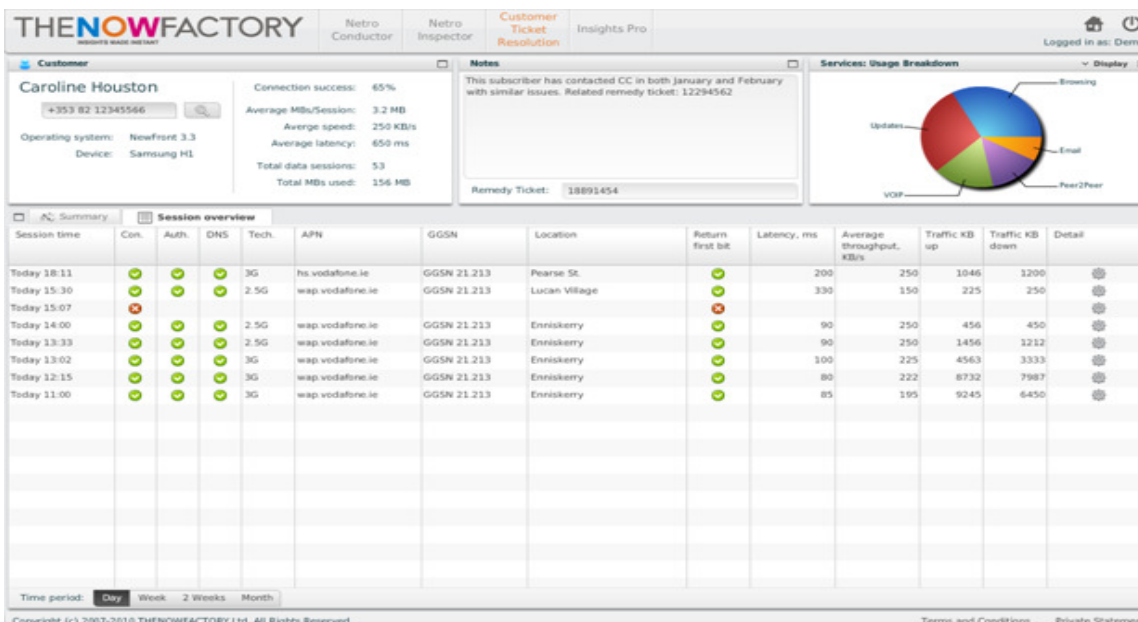 THENOWFACTORY
INSIGHTS MADE INSTANT
Netro Conductor
Netro Inspector
Customer Ticket Resolution
Insights Pro
Logged in as: Dem
Customer
Caroline Houston
+353 82 12345566
Operating system: NewFront 3.3
Device: Samsung H1
Connection success: 65%
Average MBs/Session: 3.2 MB
Averge speed: 250 KB/s
Average latency: 650 ms
Total data sessions: 53
Total MBs used: 156 MB
Notes
This subscriber has contacted CC in both January and February
with similar issues. Related remedy ticket: 12294562
Remedy Ticket: 18891454
Services: Usage Breakdown
Display
Browsing
Updates
Email
Peer2Peer
VOIP
Summary
Session overview
Session time Con. Auth. DNS Tech. APN GGSN Location Return first bit Latency, ms Average throughput, KB/s Traffic KB up Traffic KB down Detail
Today 18:11 3G hs.vodafone.ie GGSN 21.213 Pearse St. 200 250 1046 1200
Today 15:30 2.5G wap.vodafone.ie GGSN 21.213 Lucan Village 330 150 225 250
Today 15:07
Today 14:00 2.5G wap.vodafone.ie GGSN 21.213 Enniskerry 90 250 456 450
Today 13:33 2.5G wap.vodafone.ie GGSN 21.213 Enniskerry 90 250 1456 1212
Today 13:02 3G wap.vodafone.ie GGSN 21.213 Enniskerry 100 225 4563 3333
Today 12:15 3G wap.vodafone.ie GGSN 21.213 Enniskerry 80 222 8732 7987
Today 11:00 3G wap.vodafone.ie GGSN 21.213 Enniskerry 85 195 9245 6450
Time period: Day Week 2 Weeks Month
Copyright (c) 2007-2010 THENOWFACTORY Ltd. All Rights Reserved
Terms and Conditions
Private Stateme